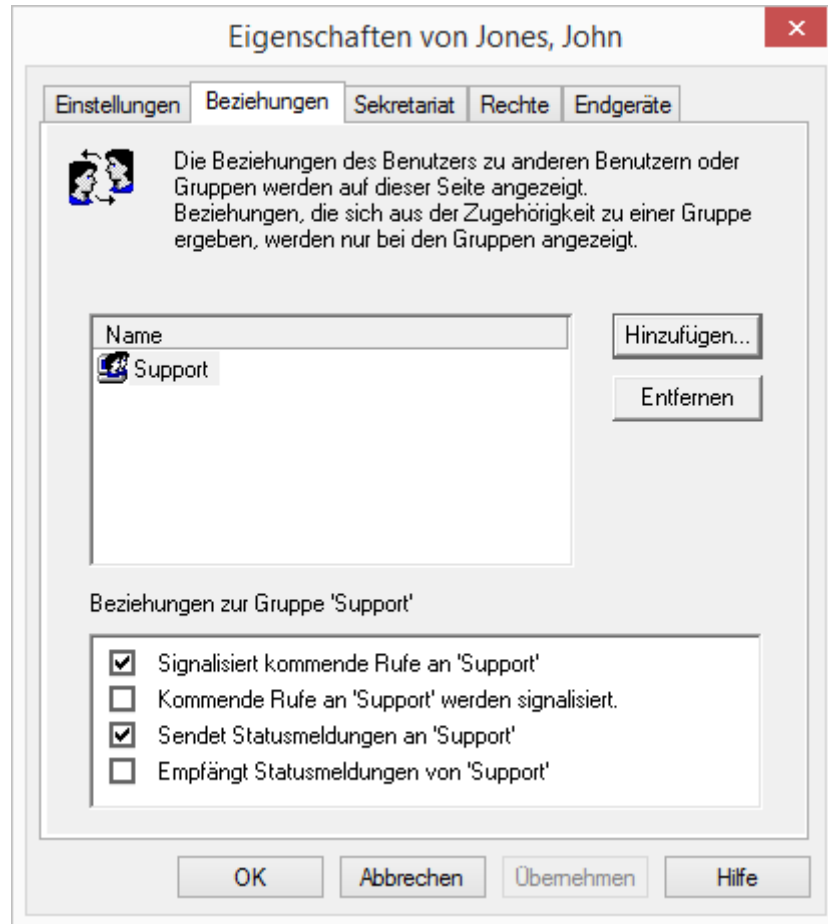 Eigenschaften von Jones, John
Einstellungen Beziehungen Sekretariat Rechte Endgeräte
Die Beziehungen des Benutzers zu anderen Benutzern oder
Gruppen werden auf dieser Seite angezeigt.
Beziehungen, die sich aus der Zugehörigkeit zu einer Gruppe
ergeben, werden nur bei den Gruppen angezeigt.
Name
Support
Hinzufügen...
Entfernen
Beziehungen zur Gruppe 'Support'
Signalisiert kommende Rufe an 'Support'
Kommende Rufe an 'Support' werden signalisiert.
Sendet Statusmeldungen an 'Support'
Empfängt Statusmeldungen von 'Support'
OK Abbrechen Übernehmen Hilfe